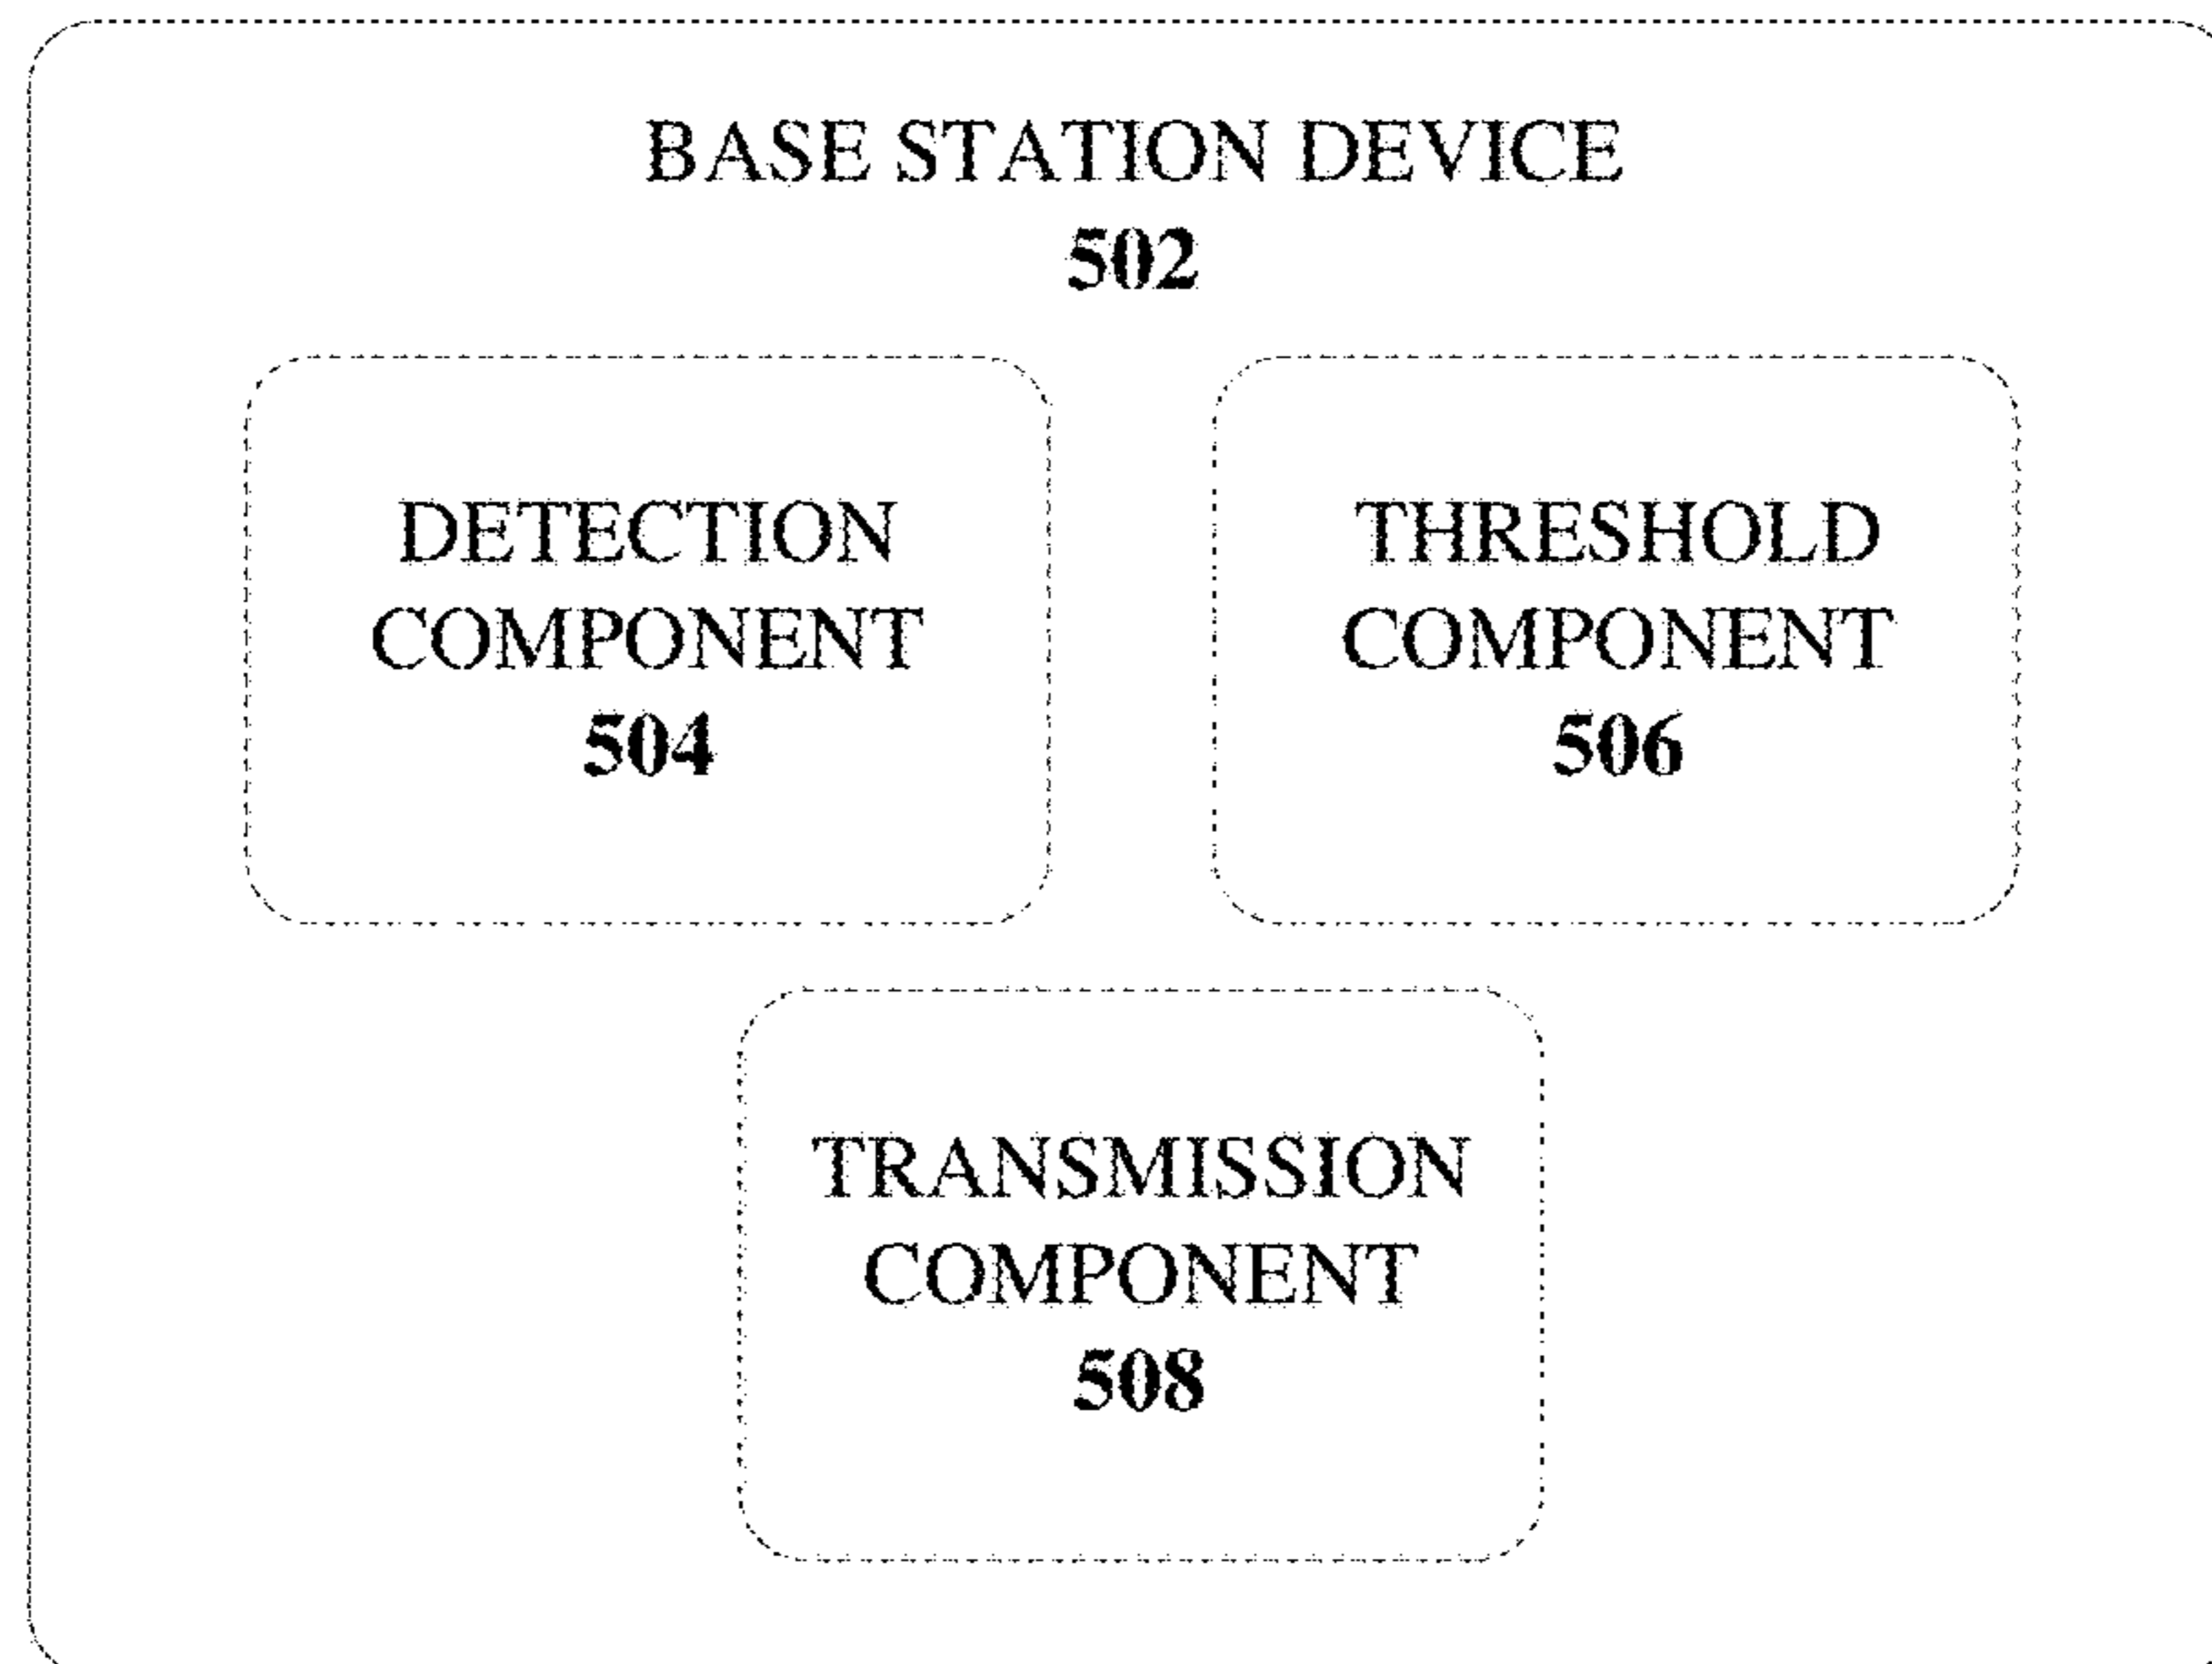 BASE STATION DEVICE
502
DETECTION
COMPONENT
504
THRESHOLD
COMPONENT
506
TRANSMISSION
COMPONENT
508